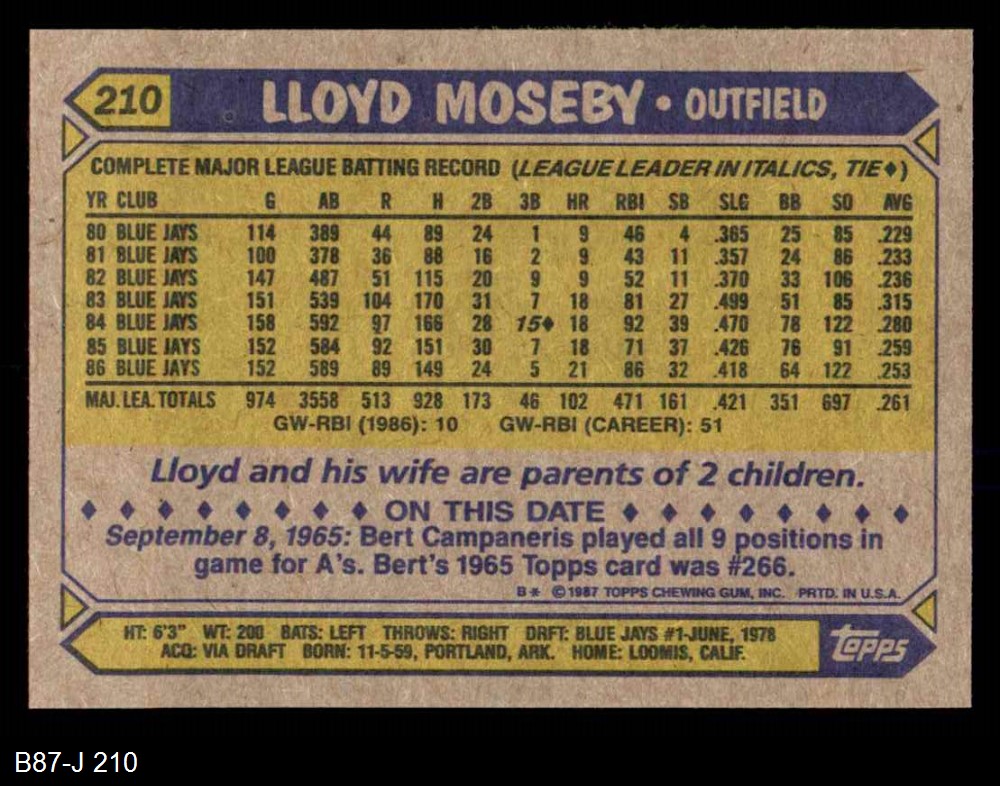 210 LLOYD MOSEBY • OUTFIELD
COMPLETE MAJOR LEAGUE BATTING RECORD (LEAGUE LEADER IN ITALICS, TIE♦)
YR CLUB G AB R H 2B 3B HR RBI SB SLG BB SO AVG
80 BLUE JAYS 114 389 44 89 24 1 9 46 4 .365 25 85 .229
81 BLUE JAYS 100 378 36 88 16 2 9 43 11 .357 24 86 .233
82 BLUE JAYS 147 487 51 115 20 9 9 52 11 .370 33 106 .236
83 BLUE JAYS 151 539 104 170 31 7 18 81 27 .499 51 85 .315
84 BLUE JAYS 158 592 97 166 28 15♦ 18 92 39 .470 78 122 .280
85 BLUE JAYS 152 584 92 151 30 7 18 71 37 .426 76 91 .259
86 BLUE JAYS 152 589 89 149 24 5 21 86 32 .418 64 122 .253
MAJ. LEA. TOTALS 974 3558 513 928 173 46 102 471 161 .421 351 697 .261
GW-RBI (1986): 10 GW-RBI (CAREER): 51
Lloyd and his wife are parents of 2 children.
♦ ♦ ♦ ♦ ♦ ♦ ♦ ♦ ON THIS DATE ♦ ♦ ♦ ♦ ♦ ♦ ♦ ♦
September 8, 1965: Bert Campaneris played all 9 positions in
game for A's. Bert's 1965 Topps card was #266.
B* © 1987 TOPPS CHEWING GUM, INC. PRTD. IN U.S.A.
HT: 6'3" WT: 200 BATS: LEFT THROWS: RIGHT DRFT: BLUE JAYS #1-JUNE, 1978
ACQ: VIA DRAFT BORN: 11-5-59, PORTLAND, ARK. HOME: LOOMIS, CALIF.
Topps
B87-J 210